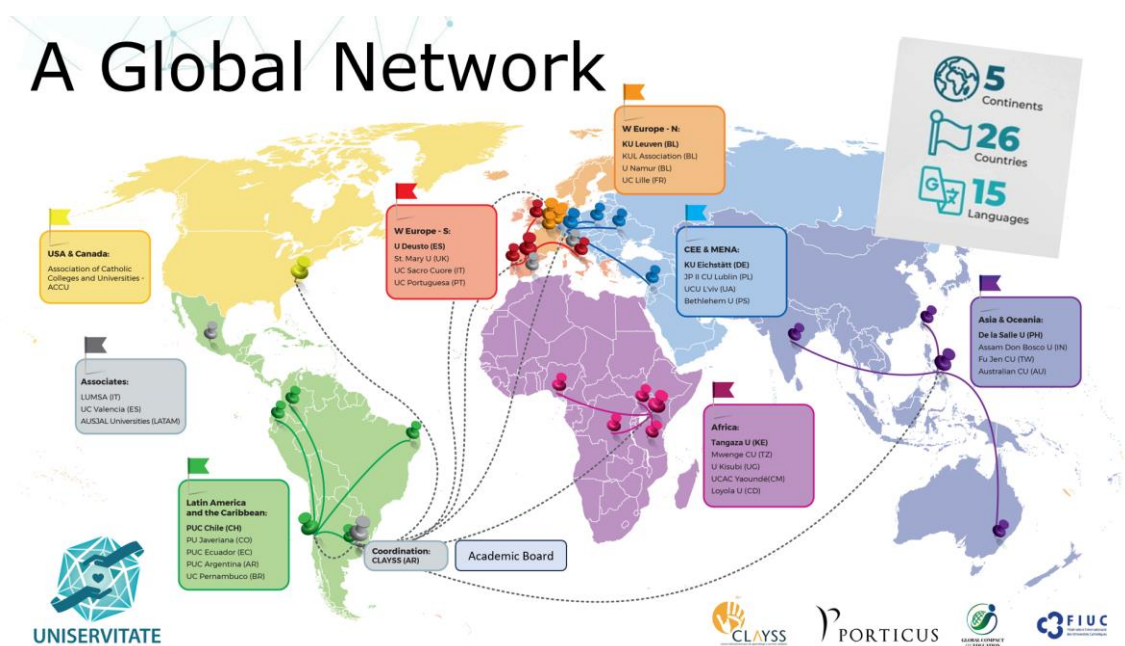 A Global Network
5
Continents
26
Countries
15
Languages
W Europe - N:
KU Leuven (BL)
KUL Association (BL)
U Namur (BL)
UC Lille (FR)
USA & Canada:
Association of Catholic
Colleges and Universities -
ACCU
W Europe - S:
U Deusto (ES)
St. Mary U (UK)
UC Sacro Cuore (IT)
UC Portuguesa (PT)
CEE & MENA:
KU Eichstätt (DE)
JP II CU Lublin (PL)
UCU L'viv (UA)
Bethlehem U (PS)
Asia & Oceania:
De la Salle U (PH)
Assam Don Bosco U (IN)
Fu Jen CU (TW)
Australian CU (AU)
Associates:
LUMSA (IT)
UC Valencia (ES)
AUSJAL Universities (LATAM)
Africa:
Tangaza U (KE)
Mwenge CU (TZ)
U Kisubi (UG)
UCAC Yaoundé(CM)
Loyola U (CD)
Latin America
and the Caribbean:
PUC Chile (CH)
PU Javeriana (CO)
PUC Ecuador (EC)
PUC Argentina (AR)
UC Pernambuco (BR)
Coordination:
CLAYSS (AR)
Academic Board
UNISERVITATE
CLAYSS
PORTICUS
GLOBAL COMPACT
FIUC